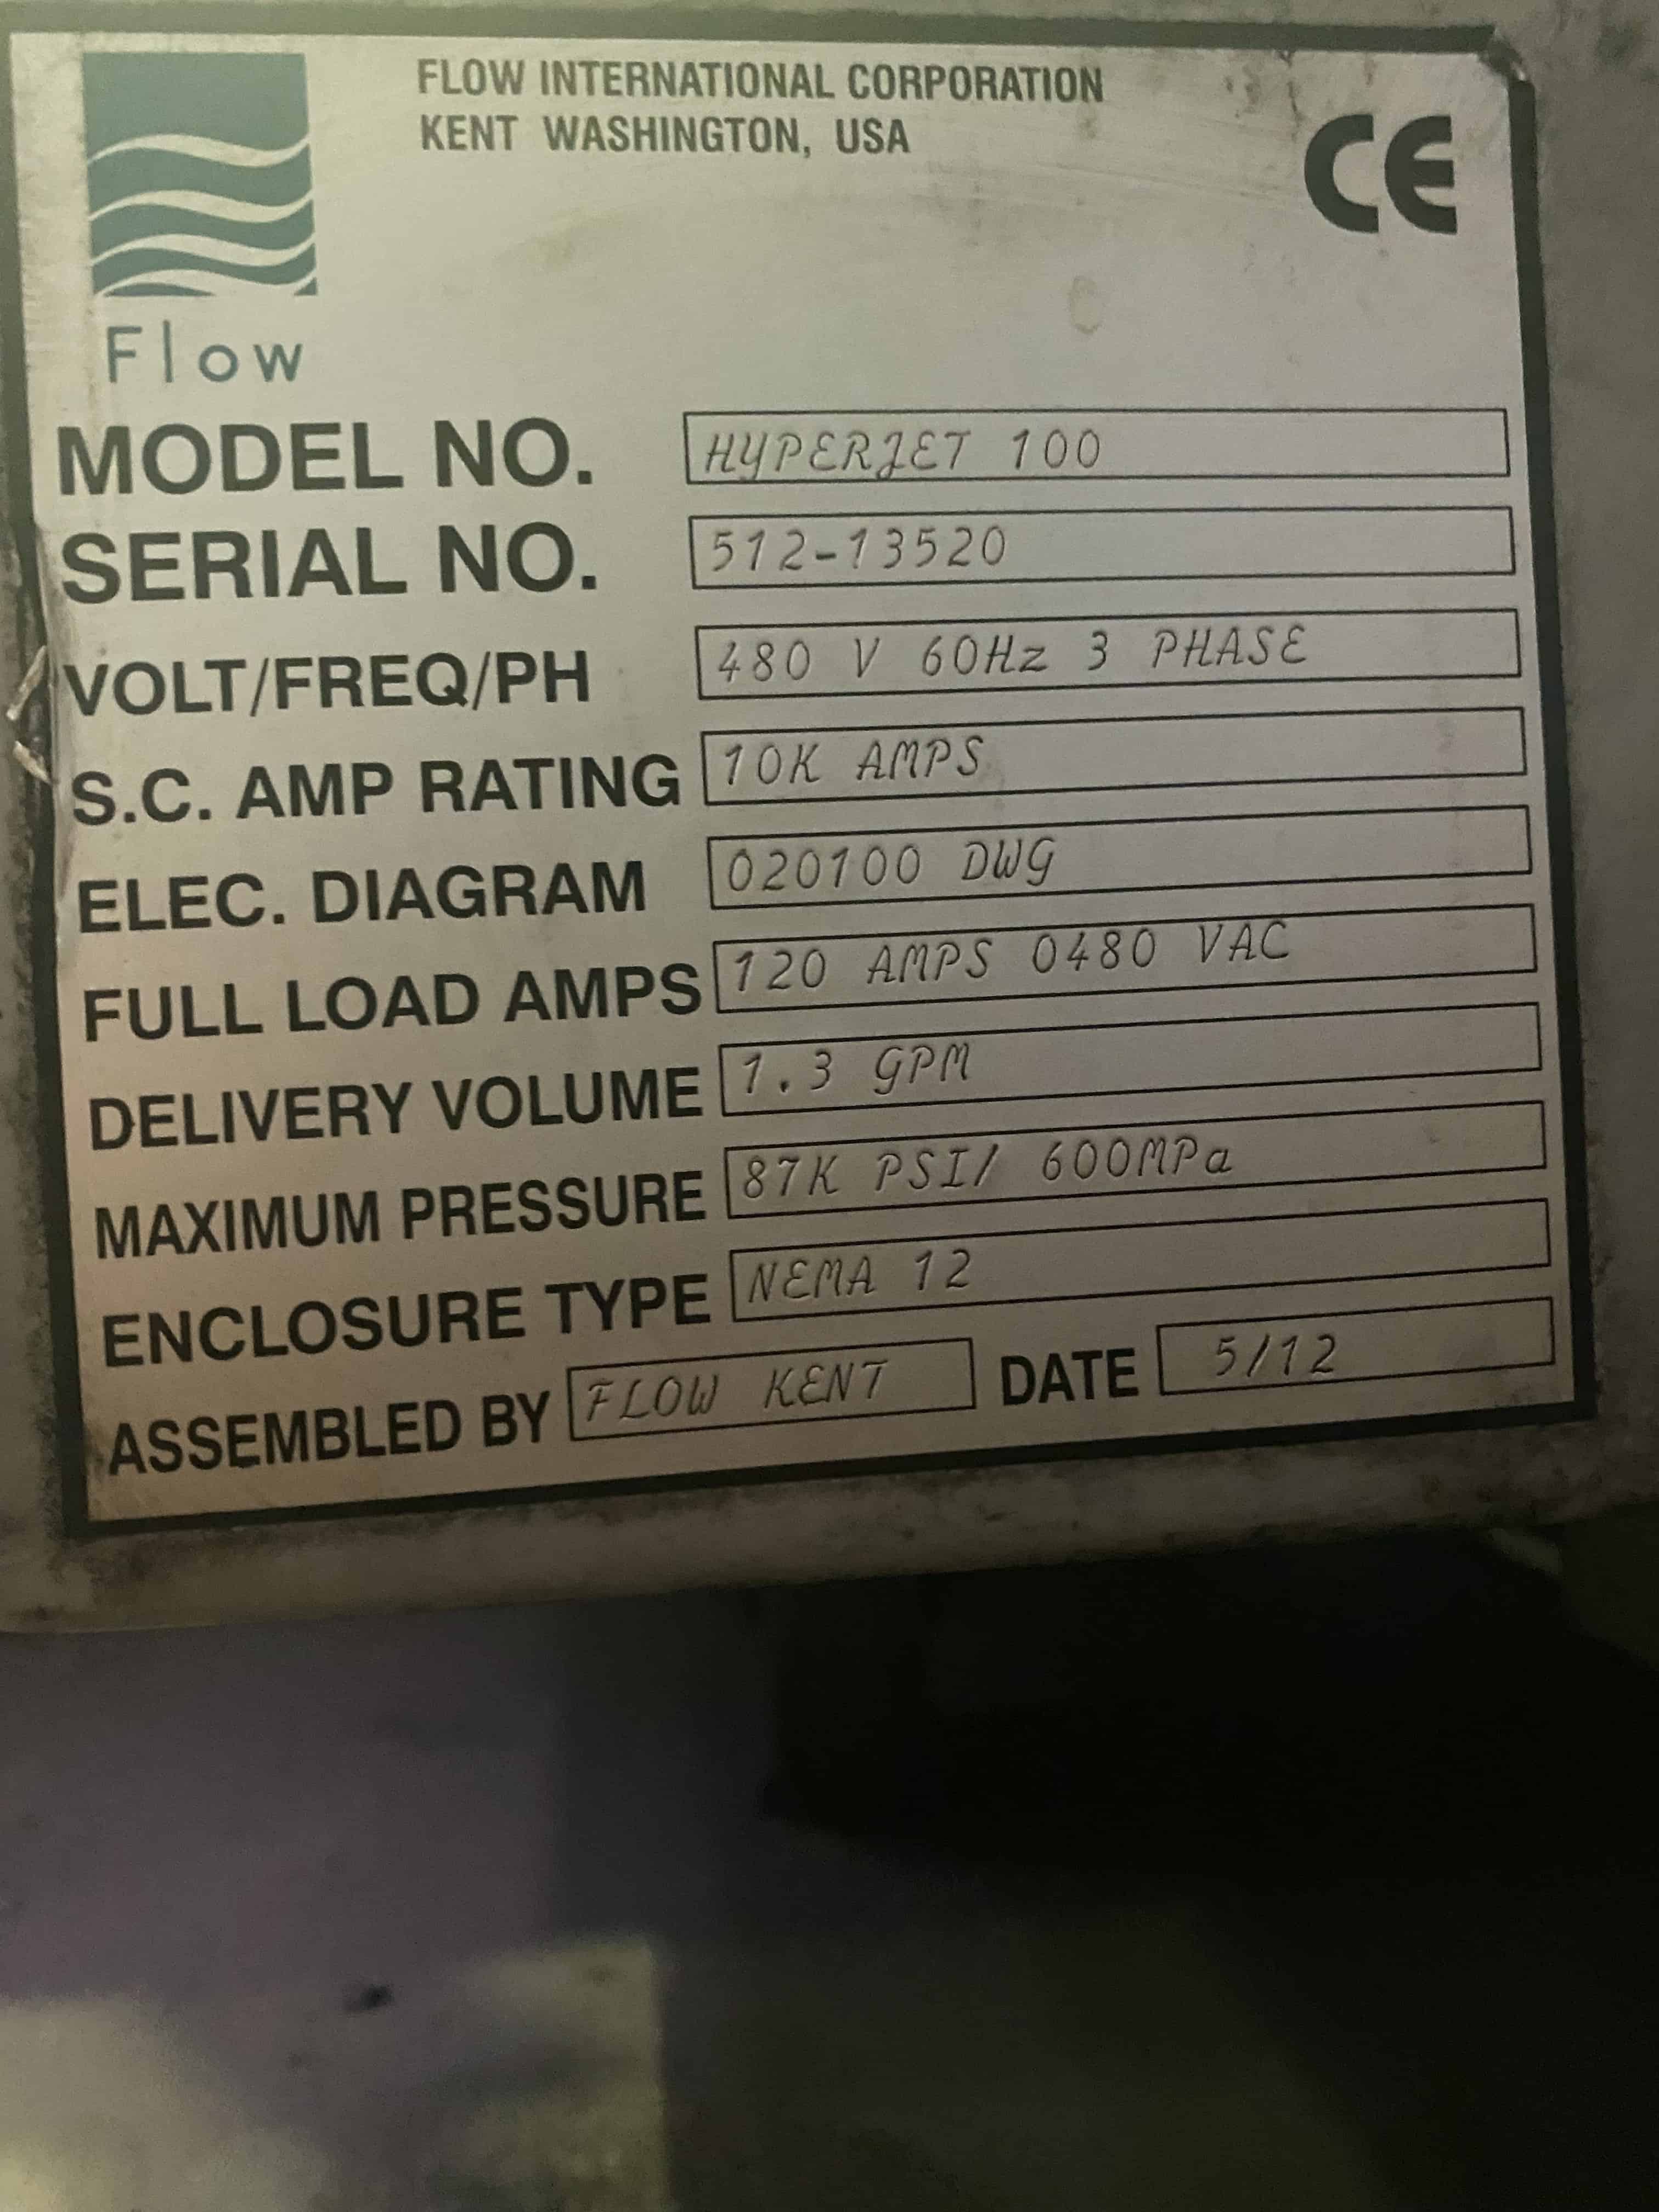 FLOW INTERNATIONAL CORPORATION
KENT WASHINGTON, USA
CE
Flow
MODEL NO. HYPERJET 100
SERIAL NO. 512-13520
VOLT/FREQ/PH 480 V 60Hz 3 PHASE
S.C. AMP RATING 10K AMPS
ELEC. DIAGRAM 020100 DWG
FULL LOAD AMPS 120 AMPS 0480 VAC
DELIVERY VOLUME 1.3 GPM
MAXIMUM PRESSURE 87K PSI/ 600MPa
ENCLOSURE TYPE NEMA 12
ASSEMBLED BY FLOW KENT DATE 5/12